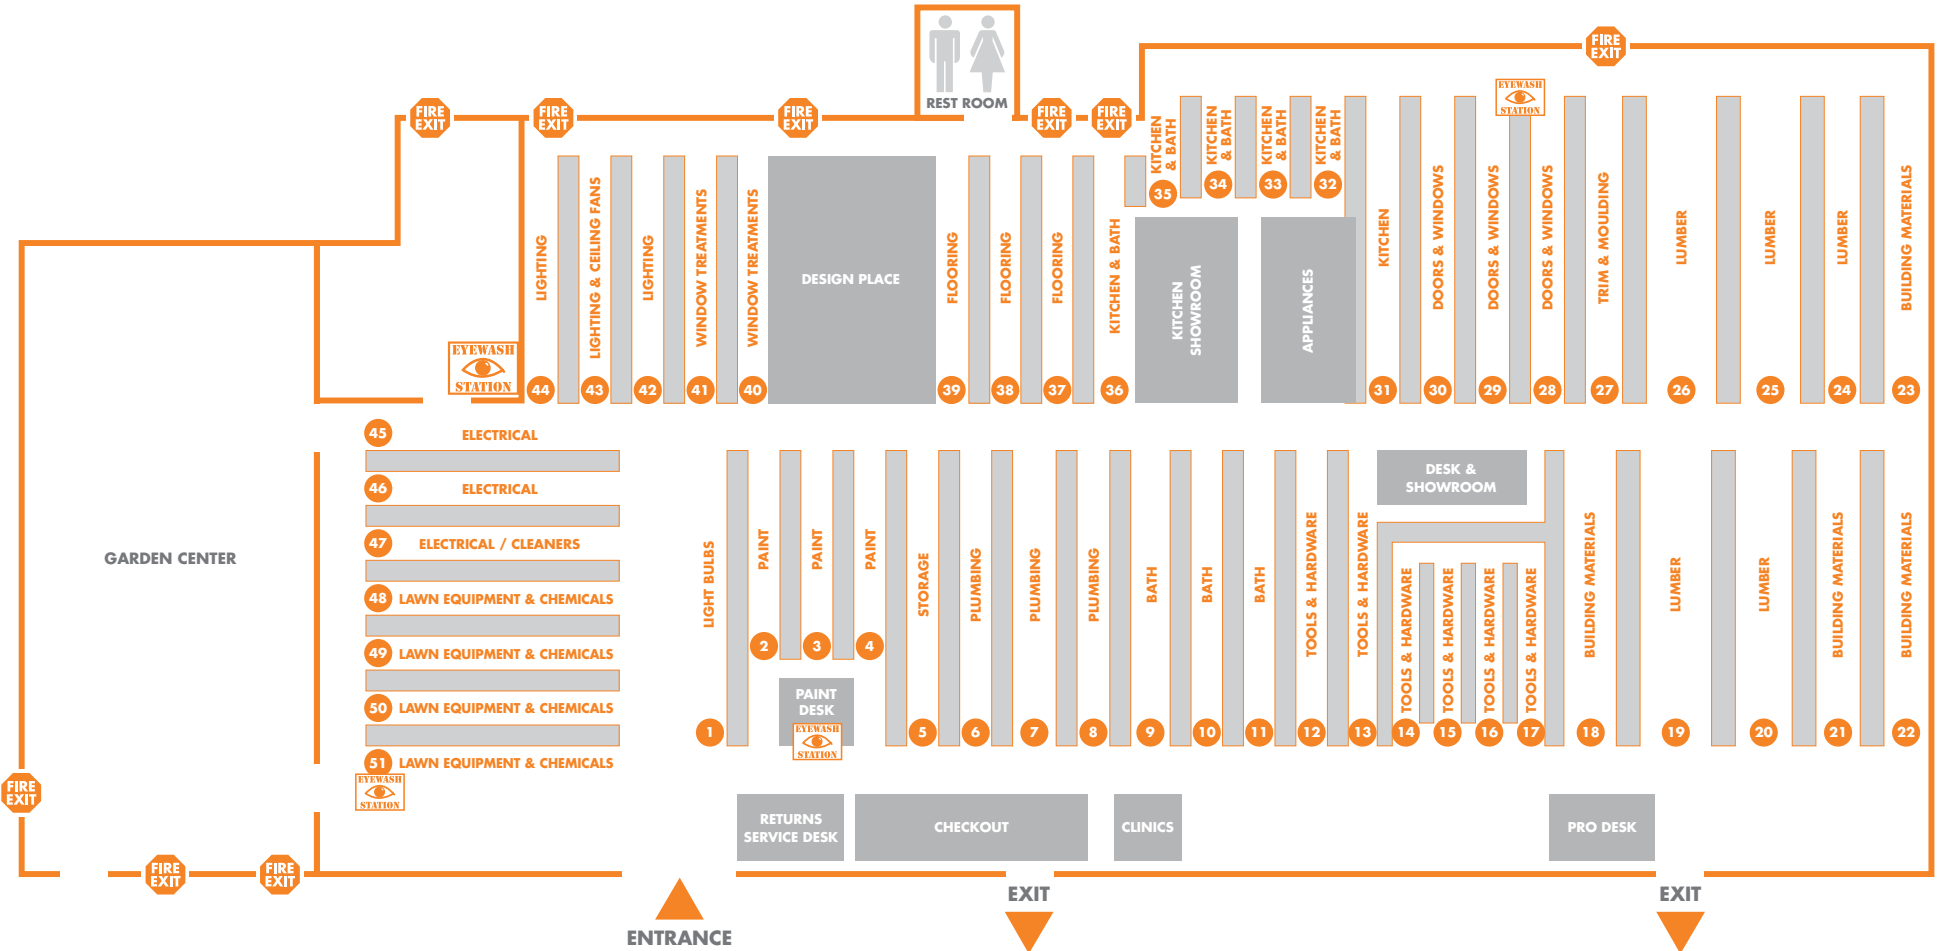 REST ROOM
FIRE
EXIT
FIRE
EXIT
FIRE
EXIT
FIRE
EXIT
FIRE
EXIT
FIRE
EXIT
EYEWASH
STATION
LIGHTING
44
LIGHTING & CEILING FANS
43
LIGHTING
42
WINDOW TREATMENTS
41
WINDOW TREATMENTS
40
DESIGN PLACE
FLOORING
39
FLOORING
38
FLOORING
37
KITCHEN & BATH
36
KITCHEN
& BATH
35
KITCHEN
& BATH
34
KITCHEN
& BATH
33
KITCHEN
& BATH
32
KITCHEN
SHOWROOM
APPLIANCES
KITCHEN
31
DOORS & WINDOWS
30
DOORS & WINDOWS
29
DOORS & WINDOWS
28
TRIM & MOULDING
27
LUMBER
26
LUMBER
25
LUMBER
24
BUILDING MATERIALS
23
EYEWASH
STATION
GARDEN CENTER
45 ELECTRICAL
46 ELECTRICAL
47 ELECTRICAL / CLEANERS
48 LAWN EQUIPMENT & CHEMICALS
49 LAWN EQUIPMENT & CHEMICALS
50 LAWN EQUIPMENT & CHEMICALS
51 LAWN EQUIPMENT & CHEMICALS
EYEWASH
STATION
LIGHT BULBS
1
PAINT
2
PAINT
3
PAINT
4
PAINT
DESK
EYEWASH
STATION
STORAGE
5
PLUMBING
6
PLUMBING
7
PLUMBING
8
BATH
9
BATH
10
BATH
11
TOOLS & HARDWARE
12
TOOLS & HARDWARE
13
DESK &
SHOWROOM
TOOLS & HARDWARE
14
TOOLS & HARDWARE
15
TOOLS & HARDWARE
16
TOOLS & HARDWARE
17
BUILDING MATERIALS
18
LUMBER
19
LUMBER
20
BUILDING MATERIALS
21
BUILDING MATERIALS
22
FIRE
EXIT
FIRE
EXIT
FIRE
EXIT
RETURNS
SERVICE DESK
CHECKOUT
CLINICS
PRO DESK
ENTRANCE
EXIT
EXIT